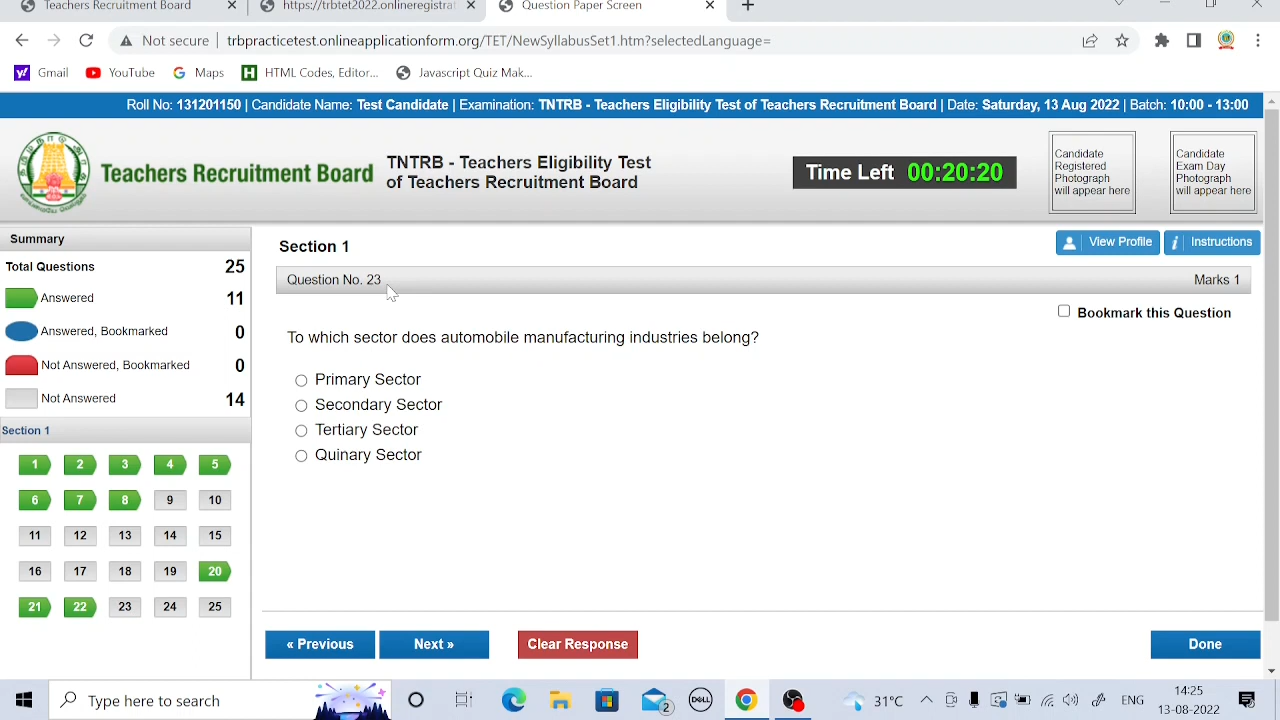 Teachers Recruitment Board
https://trbtet2022.onlineregistrat
Question Paper Screen
Not secure
trbpracticetest.onlineapplicationform.org/TET/NewSyllabusSet1.htm?selectedLanguage=
Gmail
YouTube
Maps
HTML Codes, Editor...
Javascript Quiz Mak...
Roll No: 131201150 | Candidate Name: Test Candidate | Examination: TNTRB - Teachers Eligibility Test of Teachers Recruitment Board | Date: Saturday, 13 Aug 2022 | Batch: 10:00 - 13:00
Teachers Recruitment Board
TNTRB - Teachers Eligibility Test
of Teachers Recruitment Board
Time Left 00:20:20
Candidate
Registered
Photograph
will appear here
Candidate
Exam Day
Photograph
will appear here
Summary
Total Questions 25
Answered 11
Answered, Bookmarked 0
Not Answered, Bookmarked 0
Not Answered 14
Section 1
1 2 3 4 5
6 7 8 9 10
11 12 13 14 15
16 17 18 19 20
21 22 23 24 25
Section 1
View Profile
Instructions
Question No. 23
Marks 1
Bookmark this Question
To which sector does automobile manufacturing industries belong?
Primary Sector
Secondary Sector
Tertiary Sector
Quinary Sector
« Previous
Next »
Clear Response
Done
Type here to search
2
DELL
31°C
ENG
14:25
13-08-2022